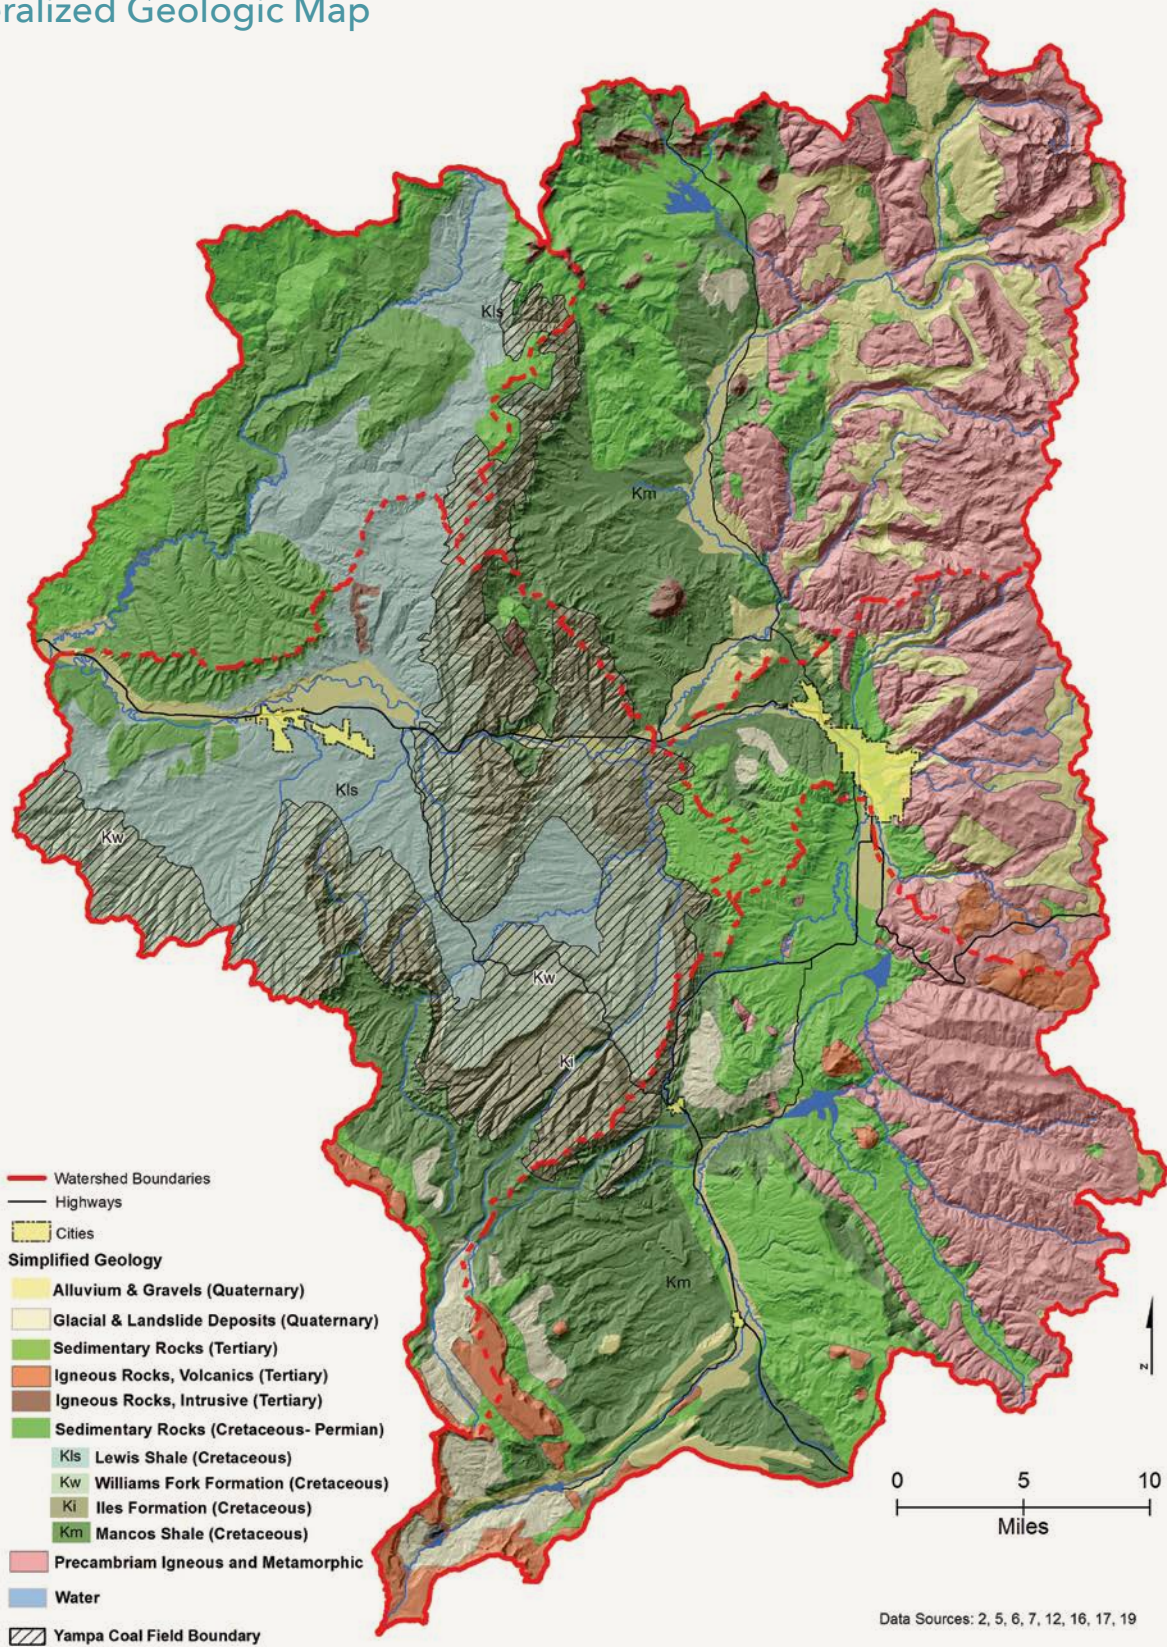 eralized Geologic Map
Kls
Km
Kls
Kw
Kw
Ki
Km
Watershed Boundaries
Highways
Cities
Simplified Geology
Alluvium & Gravels (Quaternary)
Glacial & Landslide Deposits (Quaternary)
Sedimentary Rocks (Tertiary)
Igneous Rocks, Volcanics (Tertiary)
Igneous Rocks, Intrusive (Tertiary)
Sedimentary Rocks (Cretaceous- Permian)
Kls Lewis Shale (Cretaceous)
Kw Williams Fork Formation (Cretaceous)
Ki Iles Formation (Cretaceous)
Km Mancos Shale (Cretaceous)
Precambriam Igneous and Metamorphic
Water
Yampa Coal Field Boundary
N
0 5 10
Miles
Data Sources: 2, 5, 6, 7, 12, 16, 17, 19